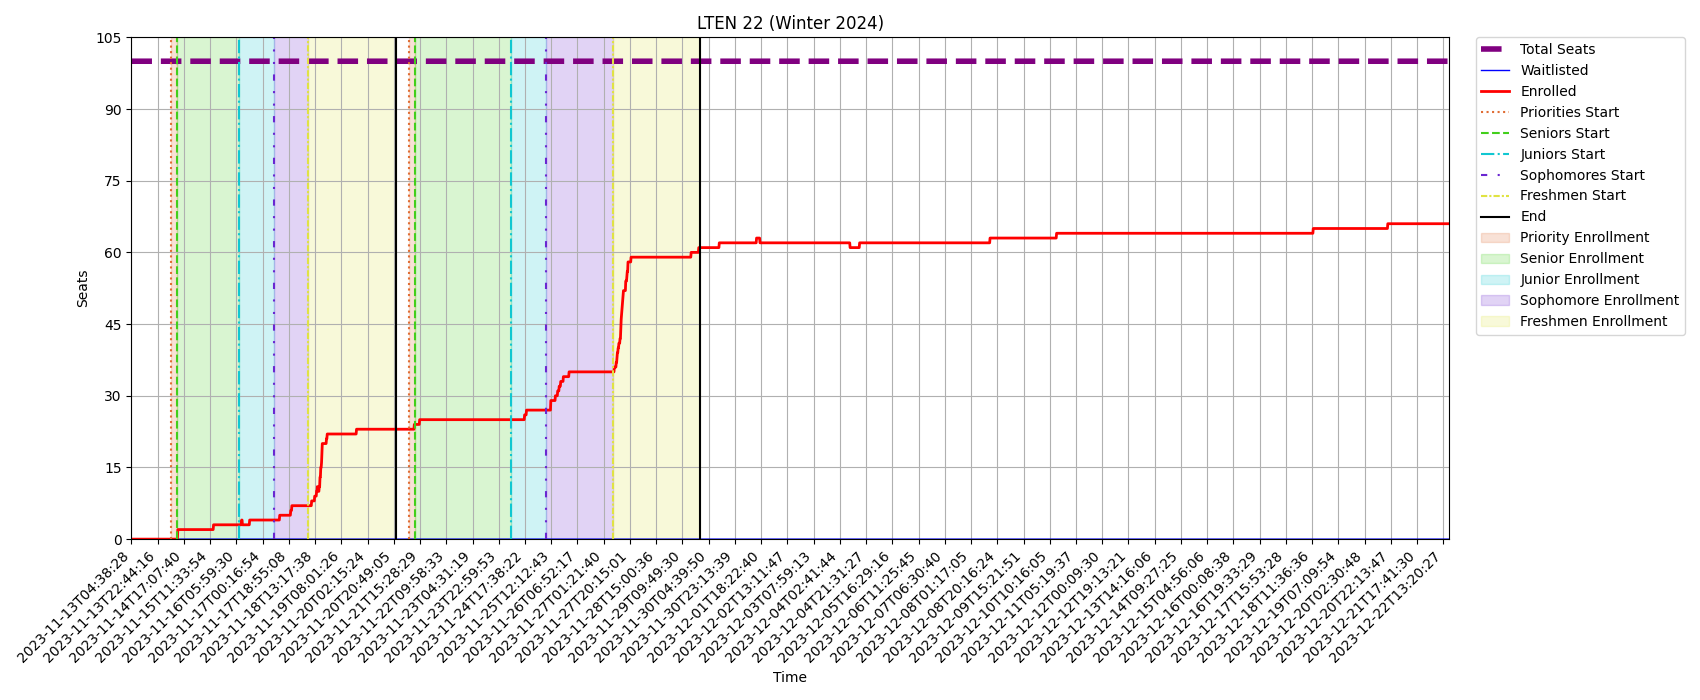 LTEN 22 (Winter 2024)
105
90
75
60
45
30
15
0
Seats
2023-11-13T04:38:28
2023-11-13T22:44:16
2023-11-14T17:07:40
2023-11-15T11:33:54
2023-11-16T05:59:30
2023-11-17T00:16:54
2023-11-17T18:55:08
2023-11-18T13:17:38
2023-11-19T08:01:26
2023-11-20T02:15:24
2023-11-20T20:49:05
2023-11-21T15:28:29
2023-11-22T09:58:33
2023-11-23T04:31:19
2023-11-23T22:59:53
2023-11-24T17:38:22
2023-11-25T12:12:43
2023-11-26T06:52:17
2023-11-27T01:21:40
2023-11-27T20:15:01
2023-11-28T15:00:36
2023-11-29T09:49:30
2023-11-30T04:39:50
2023-11-30T23:13:39
2023-12-01T18:22:40
2023-12-02T13:11:47
2023-12-03T07:59:13
2023-12-04T02:41:44
2023-12-04T21:31:27
2023-12-05T16:29:16
2023-12-06T11:25:45
2023-12-07T06:30:40
2023-12-08T01:17:05
2023-12-08T20:16:24
2023-12-09T15:21:51
2023-12-10T10:16:05
2023-12-11T05:19:37
2023-12-12T00:09:30
2023-12-12T19:13:21
2023-12-13T14:16:06
2023-12-14T09:27:25
2023-12-15T04:56:06
2023-12-16T00:08:38
2023-12-16T19:33:29
2023-12-17T15:53:28
2023-12-18T11:36:36
2023-12-19T07:09:54
2023-12-20T02:30:48
2023-12-20T22:13:47
2023-12-21T17:41:30
2023-12-22T13:20:27
Time
Total Seats
Waitlisted
Enrolled
Priorities Start
Seniors Start
Juniors Start
Sophomores Start
Freshmen Start
End
Priority Enrollment
Senior Enrollment
Junior Enrollment
Sophomore Enrollment
Freshmen Enrollment